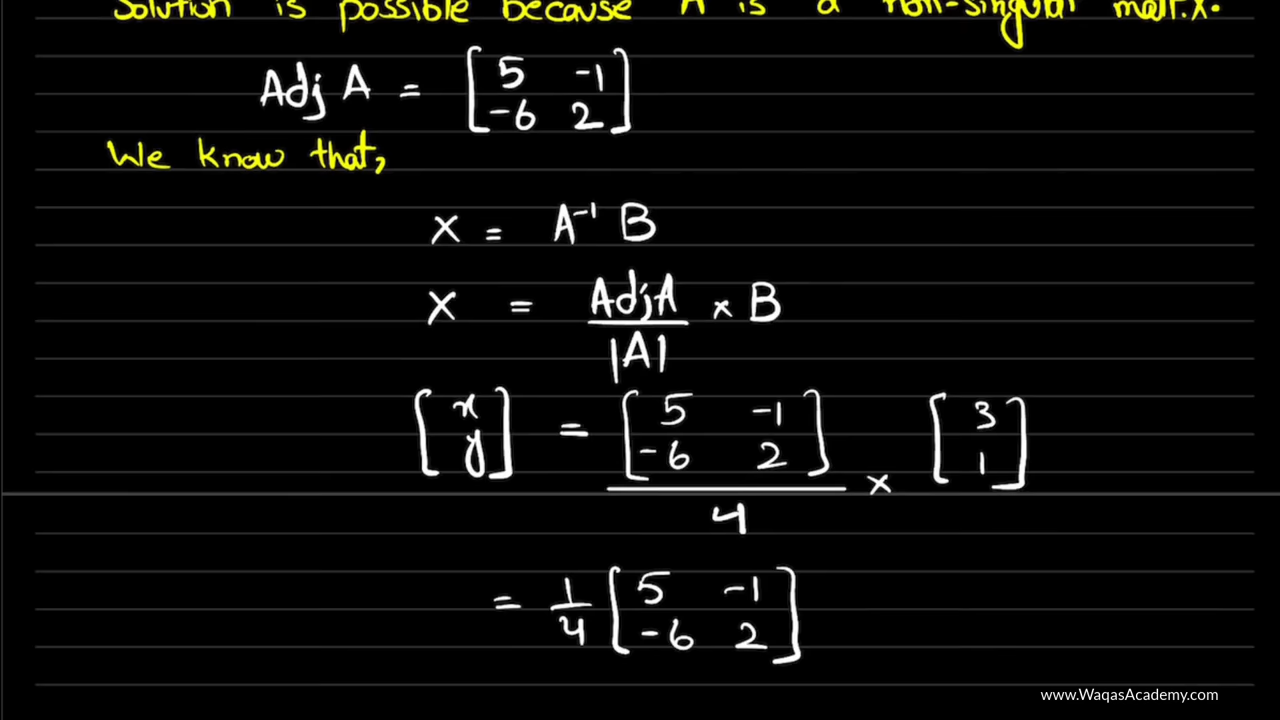 Solution is possible because A is a non-singular matrix.
Adj A = [5 -1
-6 2]
We know that,
X = A⁻¹ B
X = AdjA / |A| × B
[x
y] = [5 -1
-6 2] / 4 × [3
1]
= 1/4 [5 -1
-6 2]
www.WaqasAcademy.com